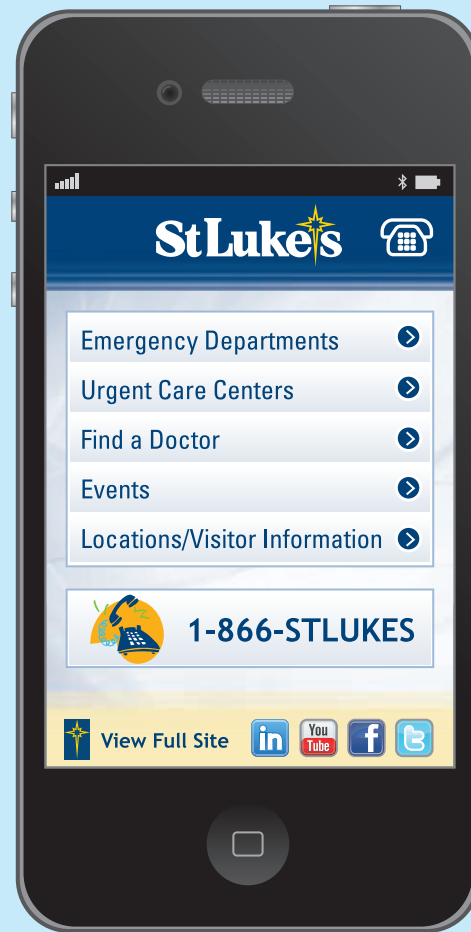 StLuke's
Emergency Departments
Urgent Care Centers
Find a Doctor
Events
Locations/Visitor Information
1-866-STLUKES
View Full Site
in
You
Tube
f
t